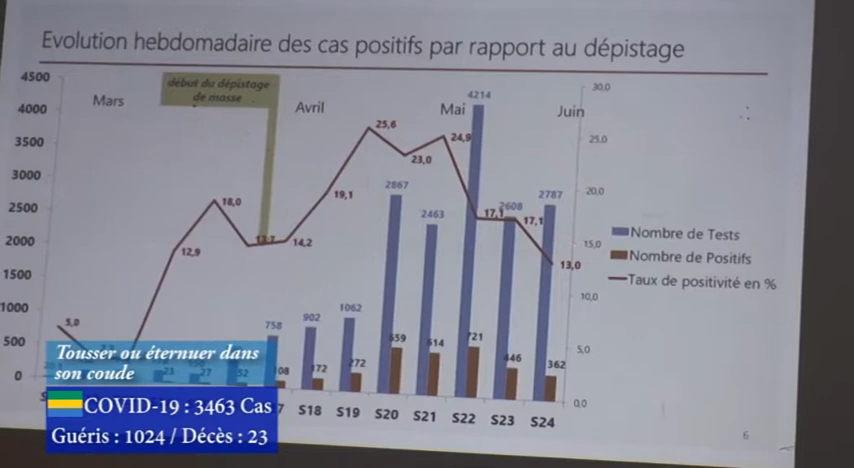 Evolution hebdomadaire des cas positifs par rapport au dépistage
4500
4000
3500
3000
2500
2000
1500
1000
500
0
Mars
début du dépistage
de masse
Avril
Mai
Juin
30,0
25,0
20,0
15,0
10,0
5,0
0,0
5,0
12,9
18,0
14,2
19,1
25,6
23,0
24,9
17,1
17,1
13,0
23
27
52
758
108
902
172
1062
272
2867
659
2463
614
4214
721
2608
446
2787
362
S18
S19
S20
S21
S22
S23
S24
Nombre de Tests
Nombre de Positifs
Taux de positivité en %
6
Tousser ou éternuer dans
son coude
COVID-19 : 3463 Cas
Guéris : 1024 / Décès : 23